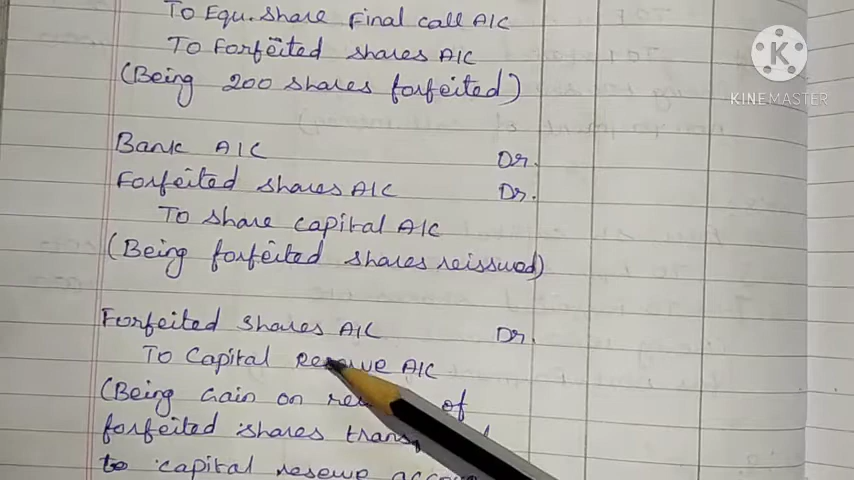 To Equ. Share Final call A/C
To Forfeited shares A/C
(Being 200 shares forfeited)
Bank A/C Dr.
Forfeited shares A/C Dr.
To share capital A/C
(Being forfeited shares reissued)
Forfeited shares A/C Dr.
To Capital Reserve A/C
(Being Gain on of
forfeited shares
to capital reserve
KINEMASTER